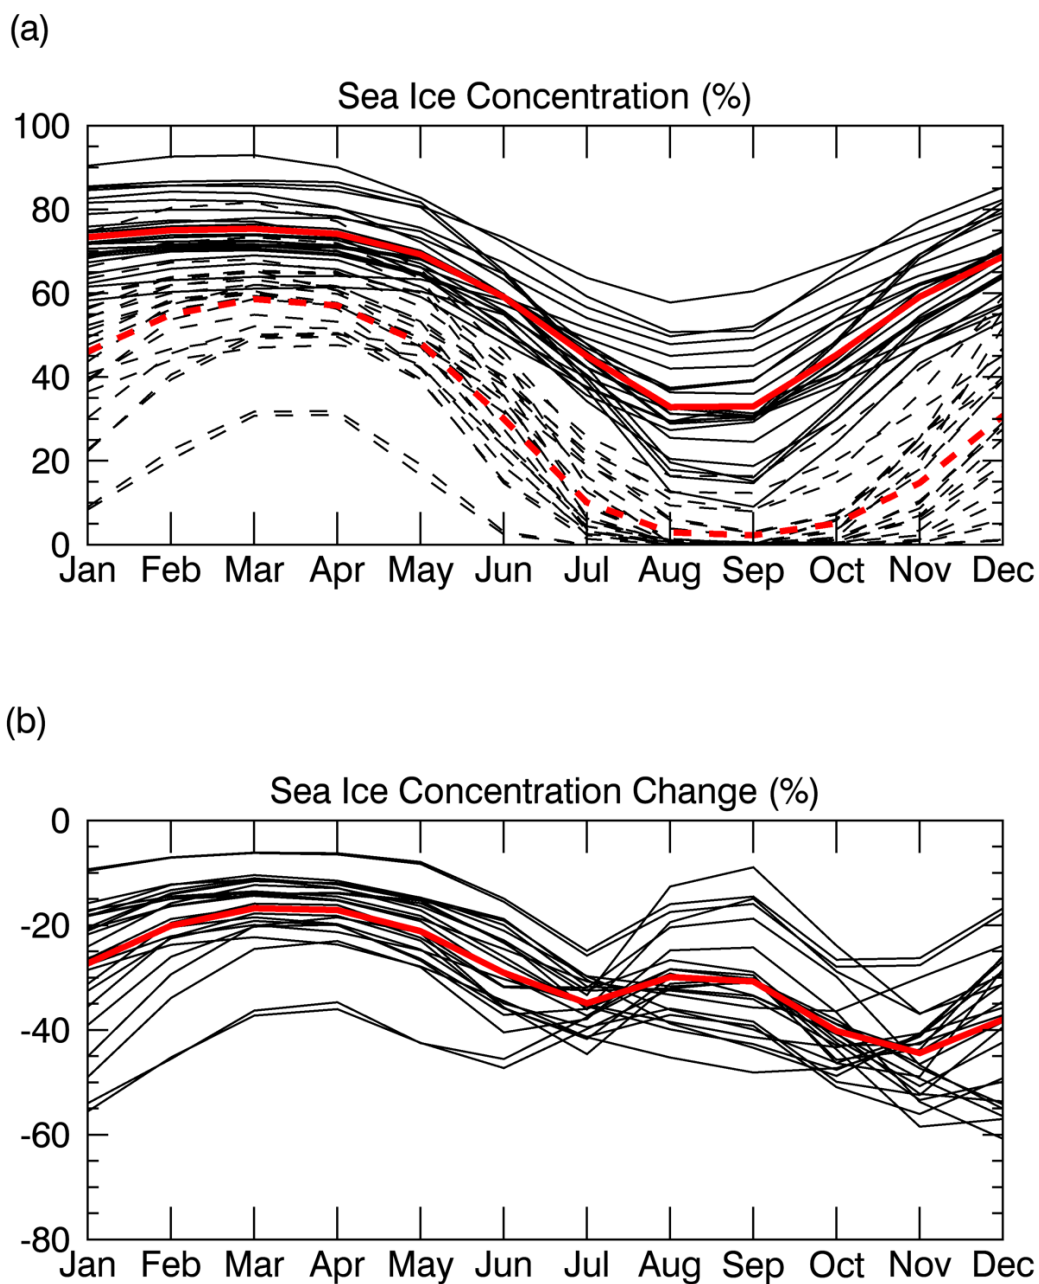 (a)
Sea Ice Concentration (%)
100
80
60
40
20
0
Jan Feb Mar Apr May Jun Jul Aug Sep Oct Nov Dec
(b)
Sea Ice Concentration Change (%)
0
-20
-40
-60
-80
Jan Feb Mar Apr May Jun Jul Aug Sep Oct Nov Dec